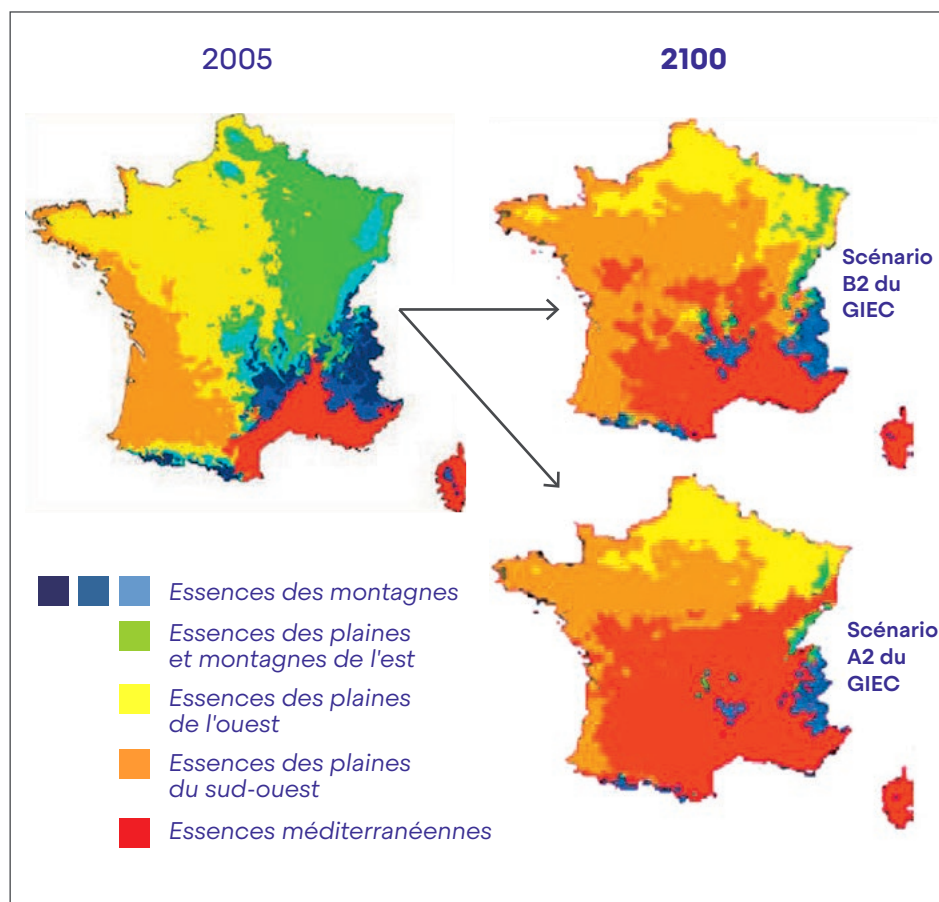 2005
2100
Scénario
B2 du
GIEC
Scénario
A2 du
GIEC
Essences des montagnes
Essences des plaines
et montagnes de l'est
Essences des plaines
de l'ouest
Essences des plaines
du sud-ouest
Essences méditerranéennes